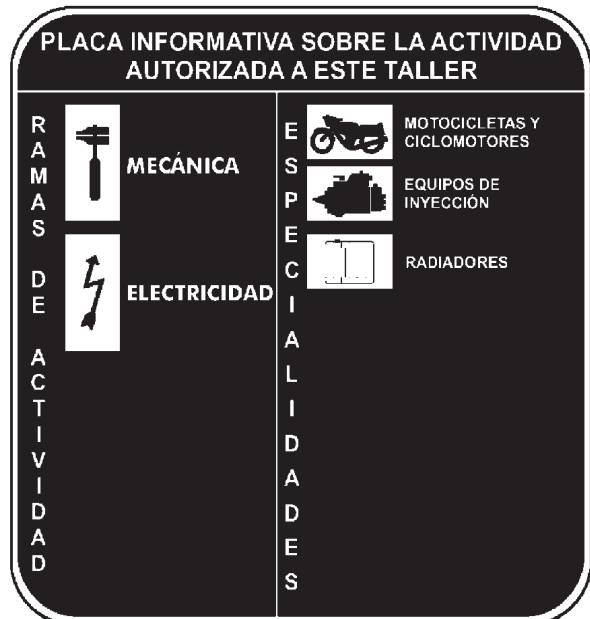 PLACA INFORMATIVA SOBRE LA ACTIVIDAD
AUTORIZADA A ESTE TALLER
RAMAS DE ACTIVIDAD
MECÁNICA
ELECTRICIDAD
ESPECIALIDADES
MOTOCICLETAS Y
CICLOMOTORES
EQUIPOS DE
INYECCIÓN
RADIADORES